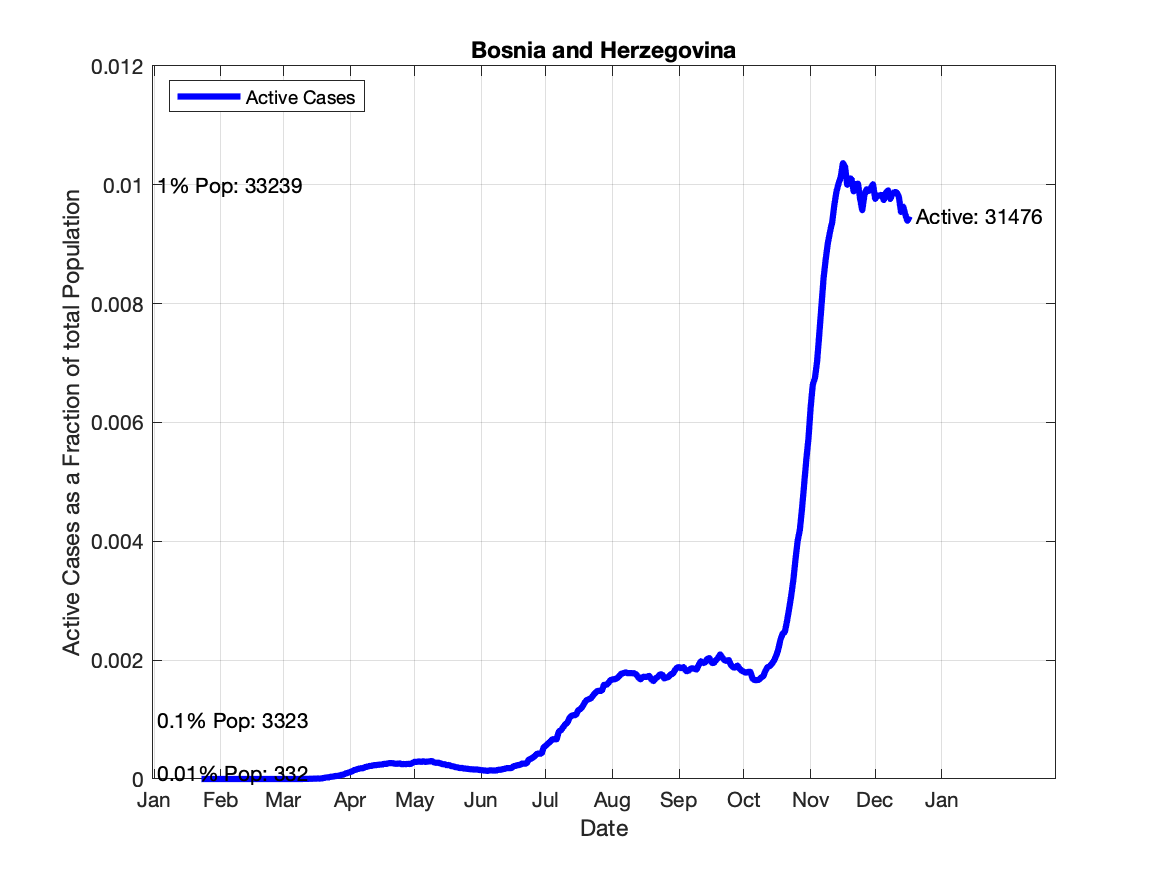 Bosnia and Herzegovina
0.012
Active Cases
0.01
1% Pop: 33239
Active: 31476
0.008
0.006
0.004
0.002
0.1% Pop: 3323
0.01% Pop: 332
0
Active Cases as a Fraction of total Population
Jan Feb Mar Apr May Jun Jul Aug Sep Oct Nov Dec Jan
Date